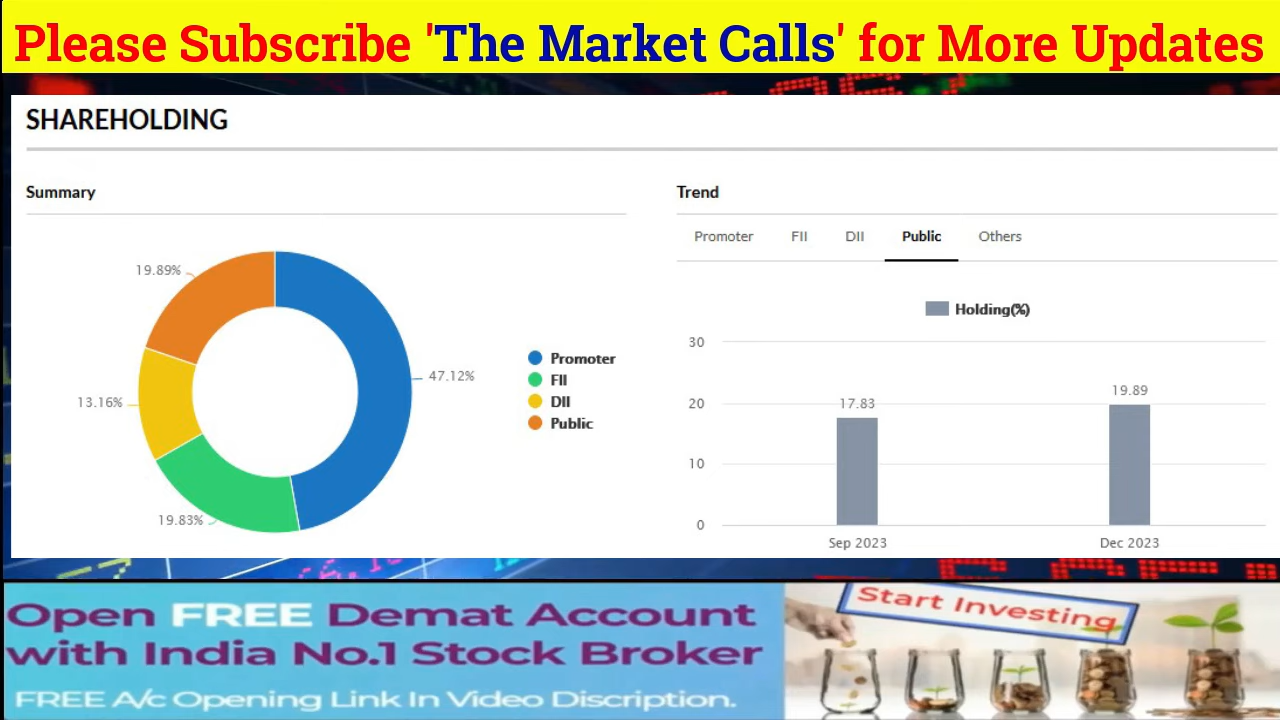 Please Subscribe 'The Market Calls' for More Updates
SHAREHOLDING
Summary
19.89%
47.12%
13.16%
19.83%
Promoter
FII
DII
Public
Trend
Promoter FII DII Public Others
Holding(%)
30
20
10
0
17.83
19.89
Sep 2023
Dec 2023
Open FREE Demat Account
with India No.1 Stock Broker
FREE A/c Opening Link In Video Discription.
Start Investing